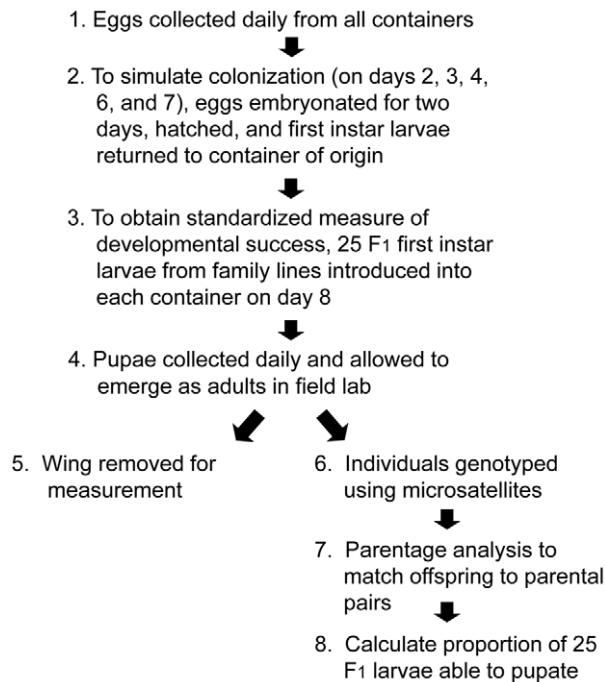 1. Eggs collected daily from all containers
2. To simulate colonization (on days 2, 3, 4,
6, and 7), eggs embryonated for two
days, hatched, and first instar larvae
returned to container of origin
3. To obtain standardized measure of
developmental success, 25 F1 first instar
larvae from family lines introduced into
each container on day 8
4. Pupae collected daily and allowed to
emerge as adults in field lab
5. Wing removed for
measurement
6. Individuals genotyped
using microsatellites
7. Parentage analysis to
match offspring to parental
pairs
8. Calculate proportion of 25
F1 larvae able to pupate